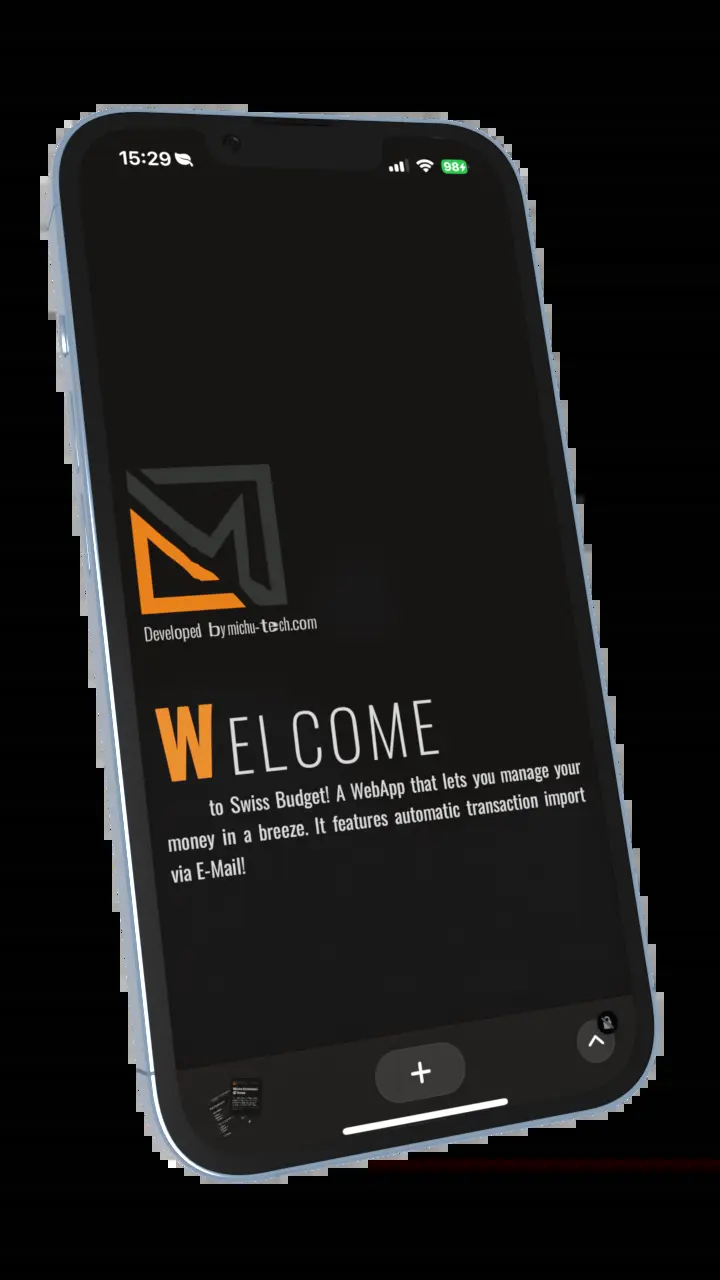 15:29
98
Developed by michu-tech.com
WELCOME
to Swiss Budget! A WebApp that lets you manage your
money in a breeze. It features automatic transaction import
via E-Mail!